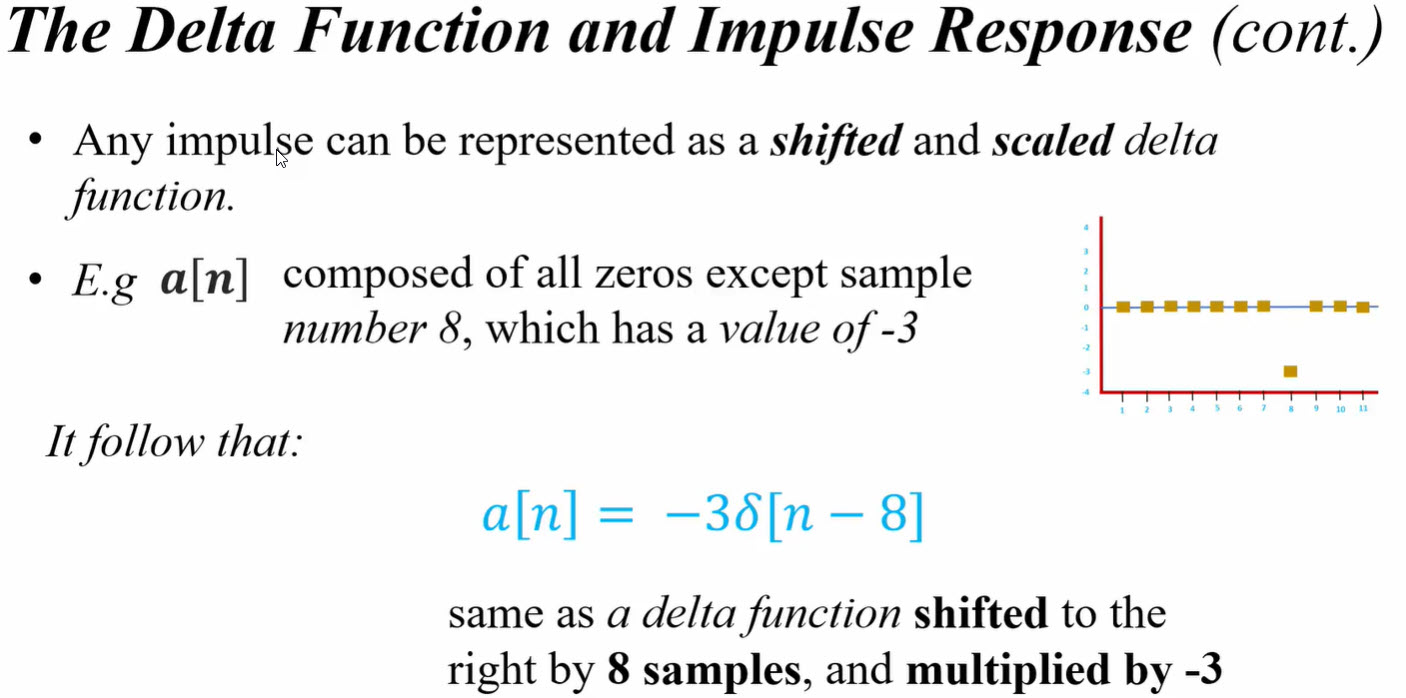 The Delta Function and Impulse Response (cont.)
• Any impulse can be represented as a shifted and scaled delta
function.
• E.g a[n] composed of all zeros except sample
number 8, which has a value of -3
4
3
2
1
0
-1
-2
-3
-4
1 2 3 4 5 6 7 8 9 10 11
It follow that:
a[n] = −3δ[n − 8]
same as a delta function shifted to the
right by 8 samples, and multiplied by -3